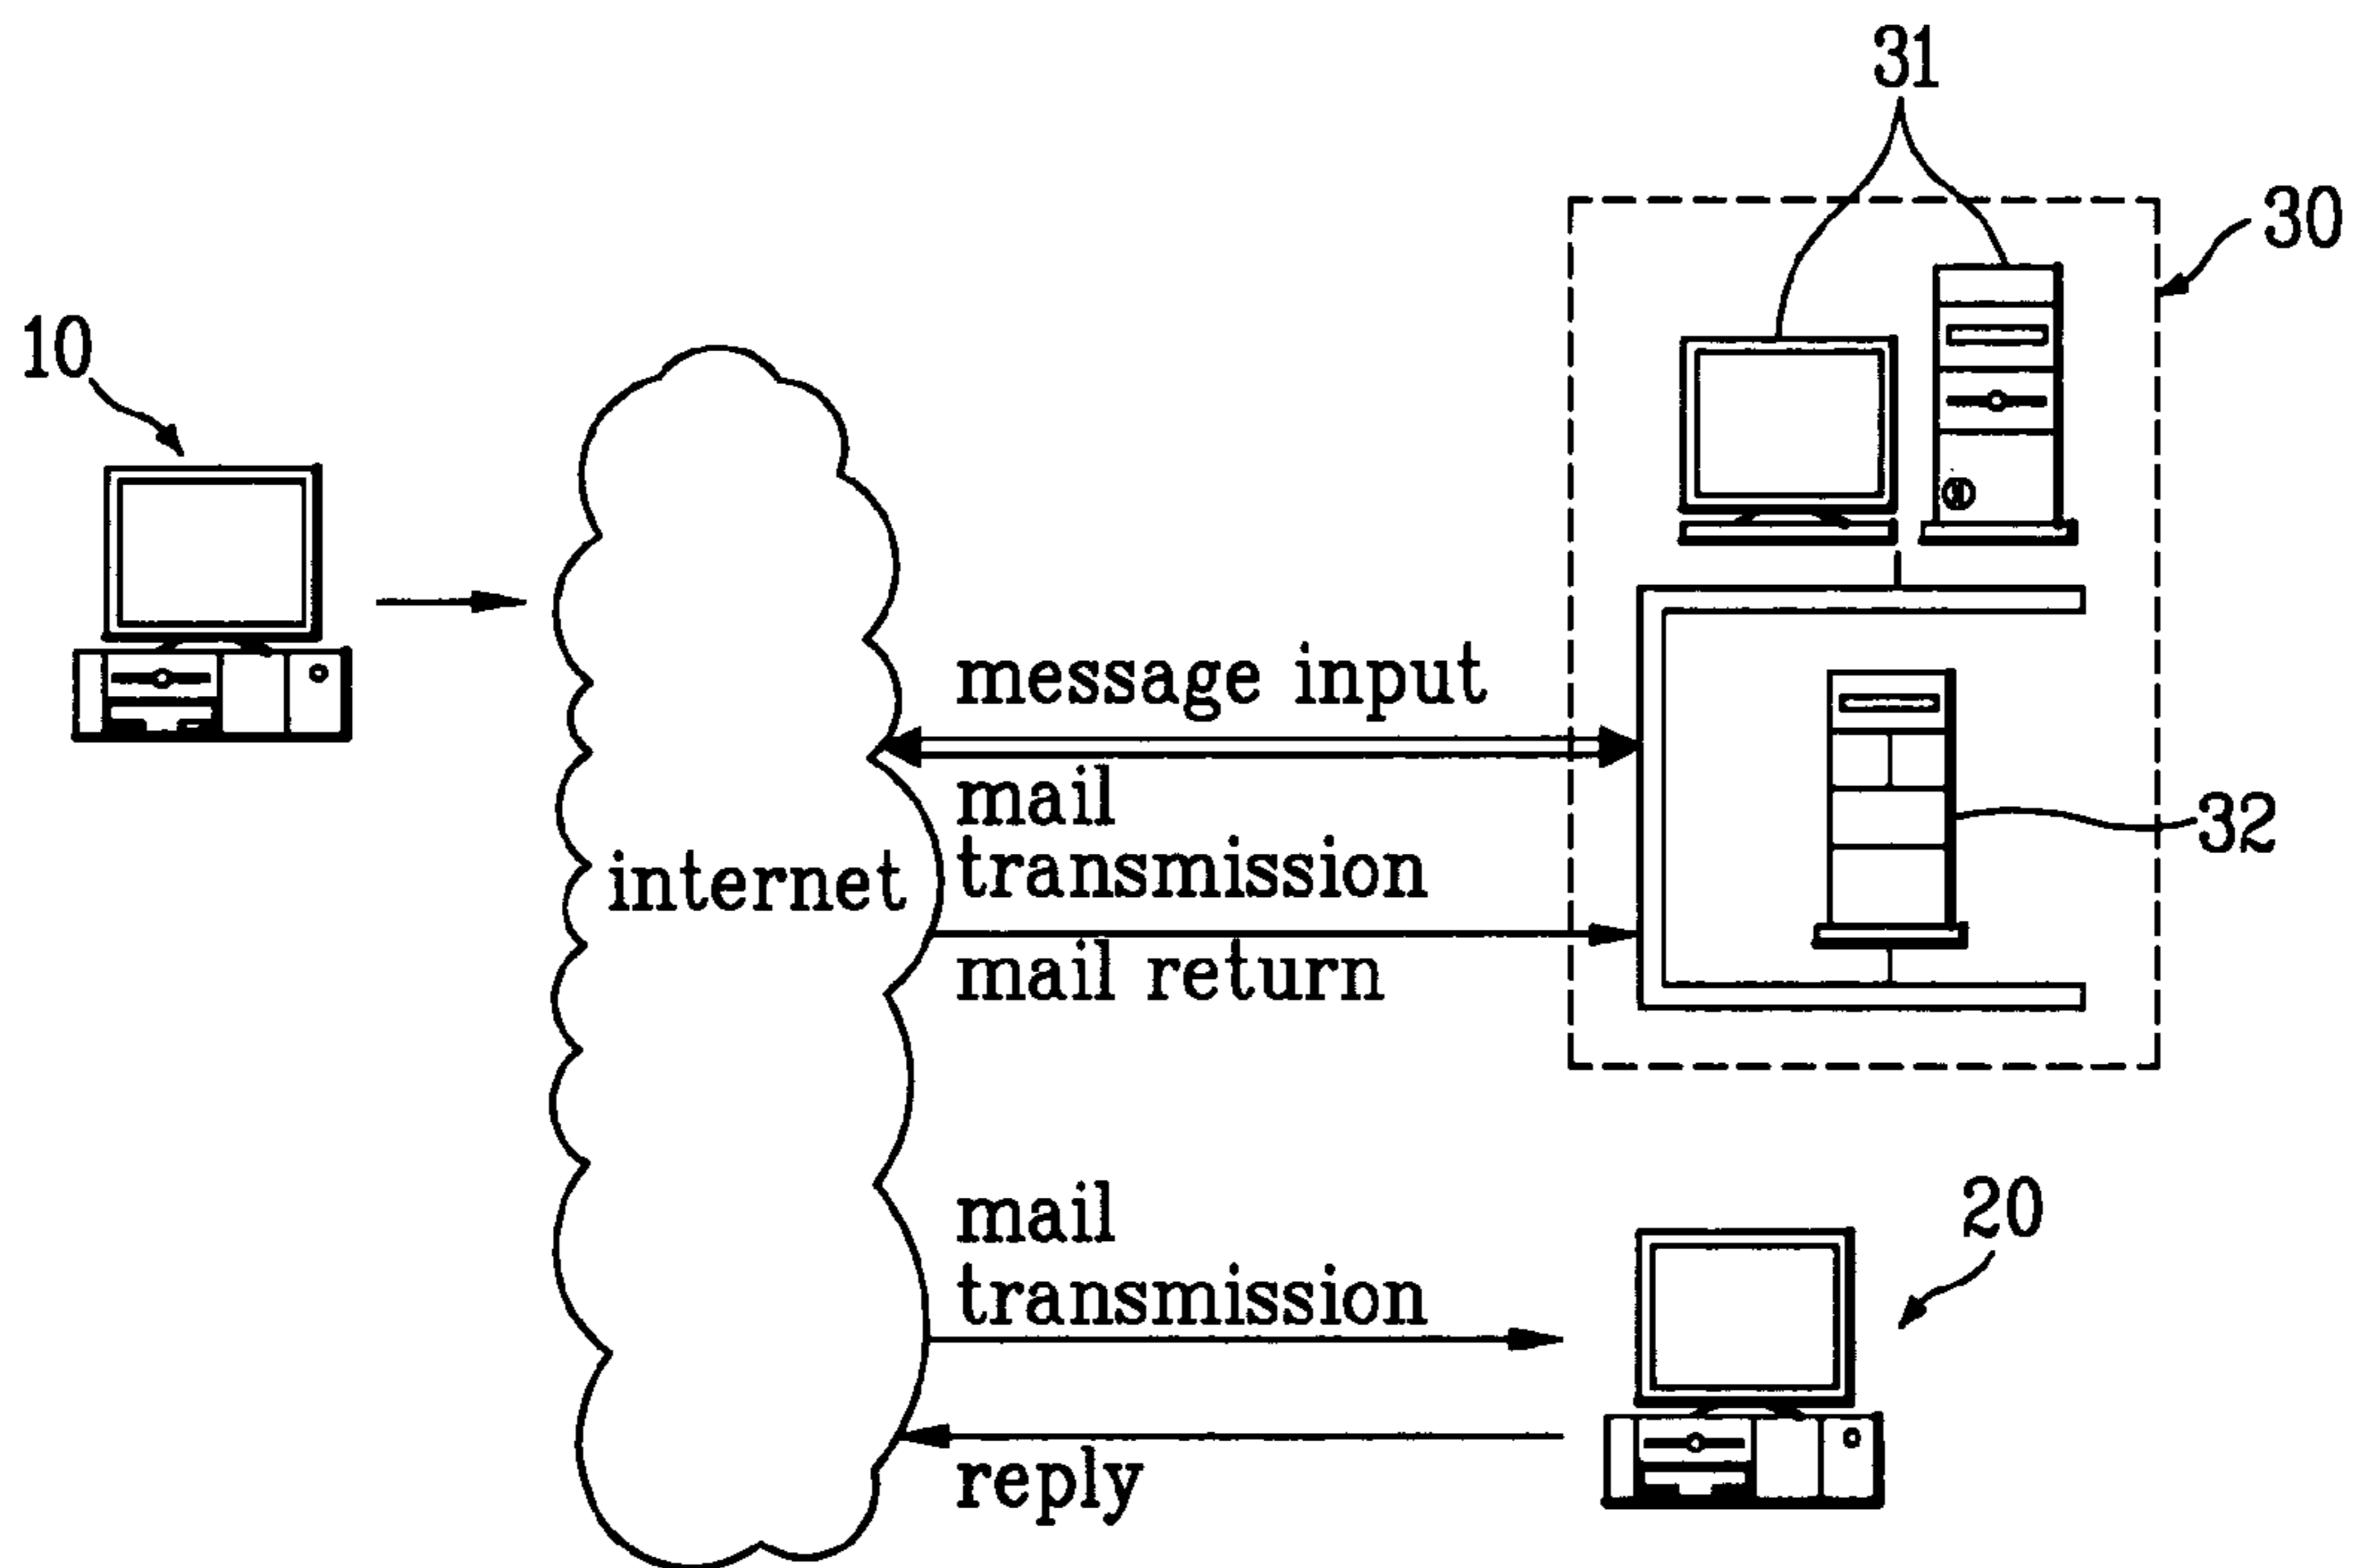 31
30
10
message input
mail
transmission
32
internet
mail return
mail
transmission
20
reply